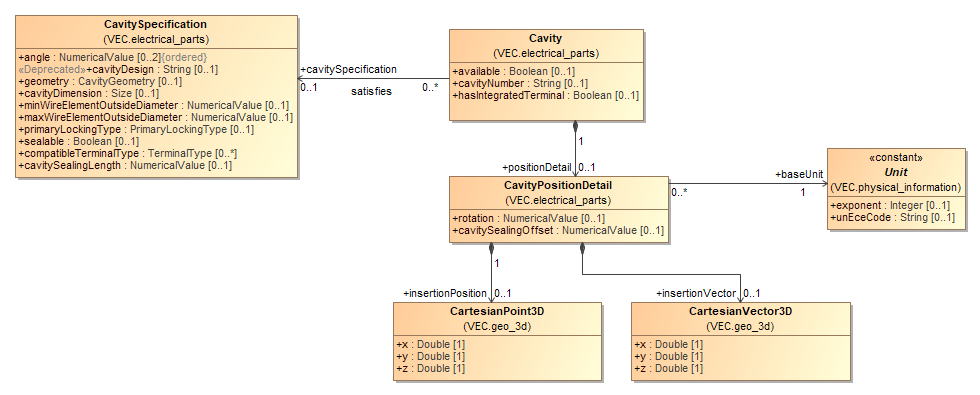 CavitySpecification
(VEC.electrical_parts)
+angle : NumericalValue [0..2]{ordered}
«Deprecated»+cavityDesign : String [0..1]
+geometry : CavityGeometry [0..1]
+cavityDimension : Size [0..1]
+minWireElementOutsideDiameter : NumericalValue [0..1]
+maxWireElementOutsideDiameter : NumericalValue [0..1]
+primaryLockingType : PrimaryLockingType [0..1]
+sealable : Boolean [0..1]
+compatibleTerminalType : TerminalType [0..*]
+cavitySealingLength : NumericalValue [0..1]
+cavitySpecification
0..1
satisfies
0..*
Cavity
(VEC.electrical_parts)
+available : Boolean [0..1]
+cavityNumber : String [0..1]
+hasIntegratedTerminal : Boolean [0..1]
1
+positionDetail
0..1
CavityPositionDetail
(VEC.electrical_parts)
+rotation : NumericalValue [0..1]
+cavitySealingOffset : NumericalValue [0..1]
+baseUnit
0..*
1
«constant»
Unit
(VEC.physical_information)
+exponent : Integer [0..1]
+unEceCode : String [0..1]
1
+insertionPosition
0..1
+insertionVector
0..1
CartesianPoint3D
(VEC.geo_3d)
+x : Double [1]
+y : Double [1]
+z : Double [1]
CartesianVector3D
(VEC.geo_3d)
+x : Double [1]
+y : Double [1]
+z : Double [1]